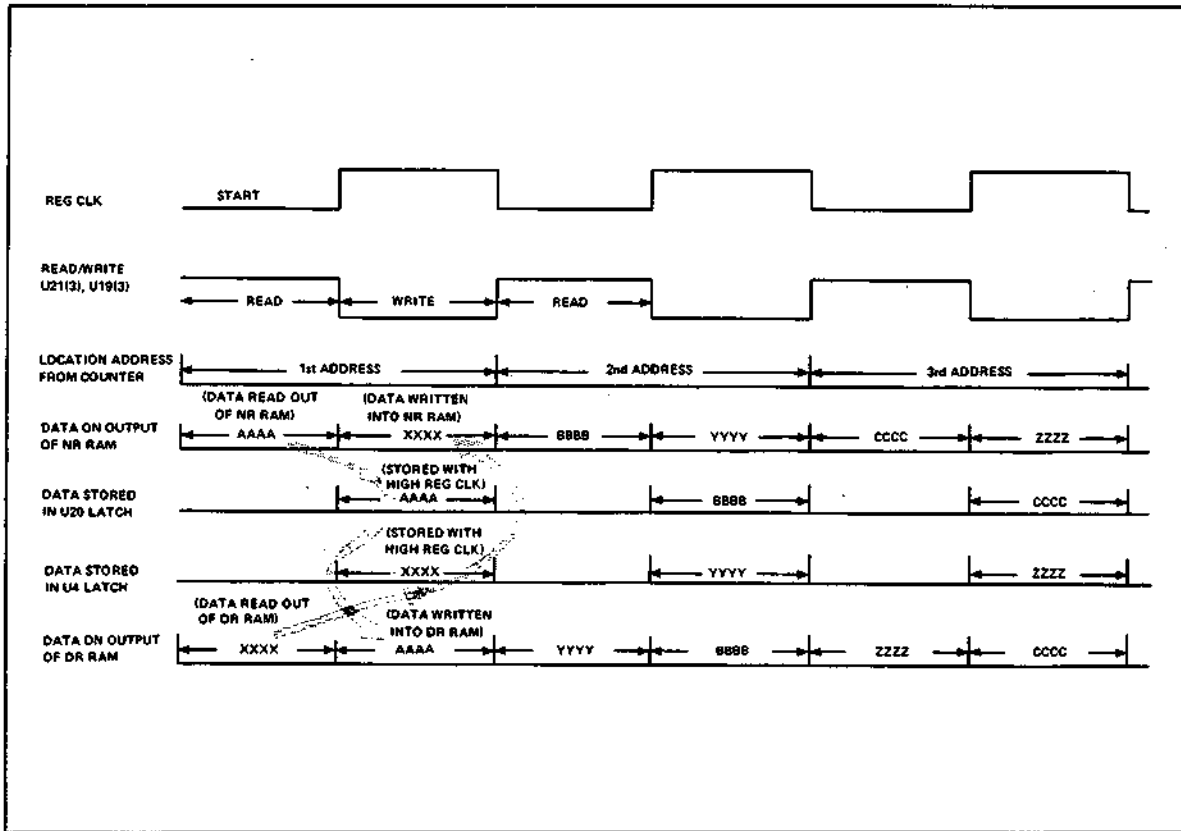 REG CLK
START
READ/WRITE
U21(3), U19(3)
READ
WRITE
READ
LOCATION ADDRESS
FROM COUNTER
1st ADDRESS
2nd ADDRESS
3rd ADDRESS
(DATA READ OUT
OF NR RAM)
(DATA WRITTEN
INTO NR RAM)
DATA ON OUTPUT
OF NR RAM
AAAA
XXXX
BBBB
YYYY
CCCC
ZZZZ
(STORED WITH
HIGH REG CLK)
DATA STORED
IN U20 LATCH
AAAA
BBBB
CCCC
(STORED WITH
HIGH REG CLK)
DATA STORED
IN U4 LATCH
XXXX
YYYY
ZZZZ
(DATA READ OUT
OF DR RAM)
(DATA WRITTEN
INTO DR RAM)
DATA ON OUTPUT
OF DR RAM
XXXX
AAAA
YYYY
BBBB
ZZZZ
CCCC